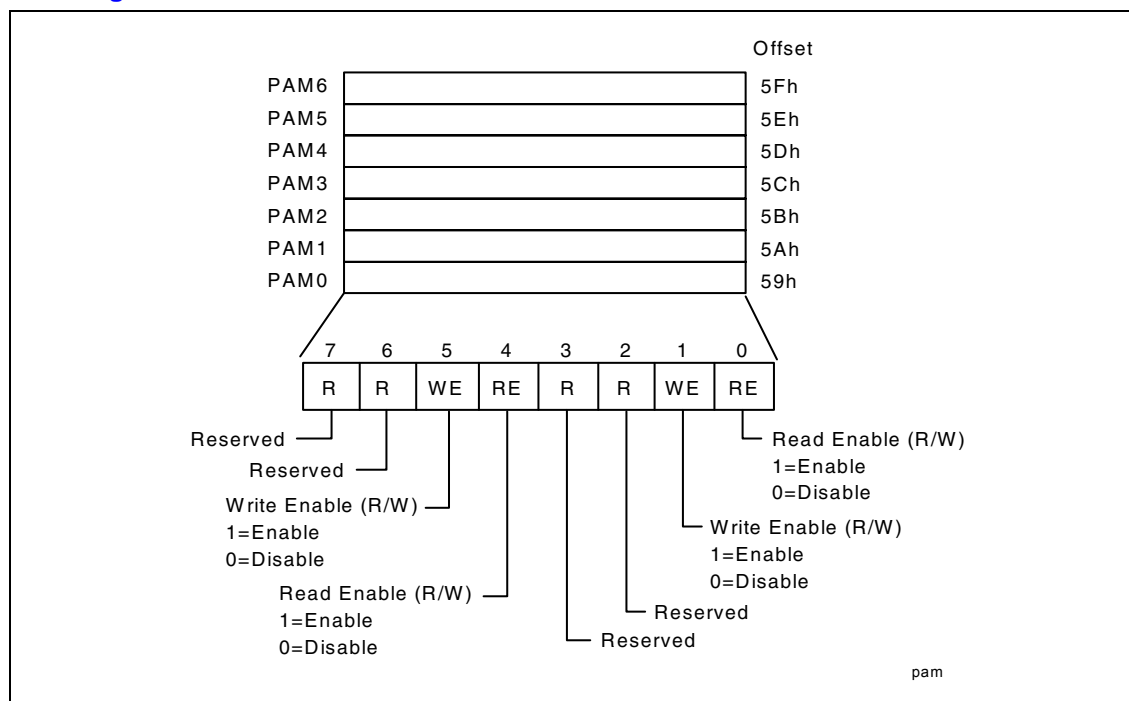 Offset
PAM6 5Fh
PAM5 5Eh
PAM4 5Dh
PAM3 5Ch
PAM2 5Bh
PAM1 5Ah
PAM0 59h
7 6 5 4 3 2 1 0
R R WE RE R R WE RE
Reserved
Reserved
Write Enable (R/W)
1=Enable
0=Disable
Read Enable (R/W)
1=Enable
0=Disable
Reserved
Reserved
Write Enable (R/W)
1=Enable
0=Disable
Read Enable (R/W)
1=Enable
0=Disable
pam